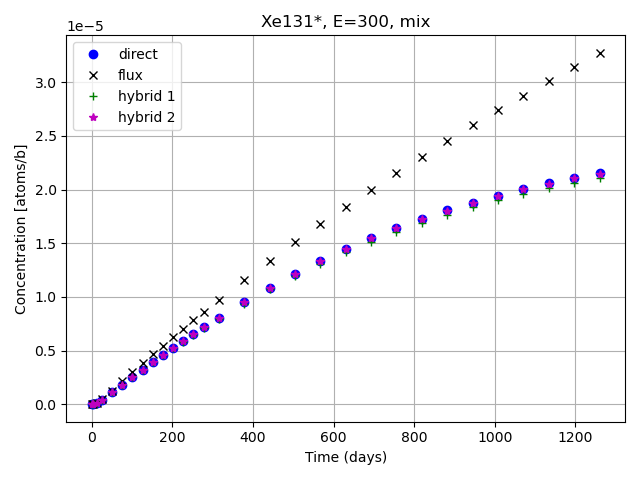 Xe131*, E=300, mix
1e−5
direct
flux
hybrid 1
hybrid 2
3.0
2.5
2.0
1.5
1.0
0.5
0.0
Concentration [atoms/b]
0 200 400 600 800 1000 1200
Time (days)